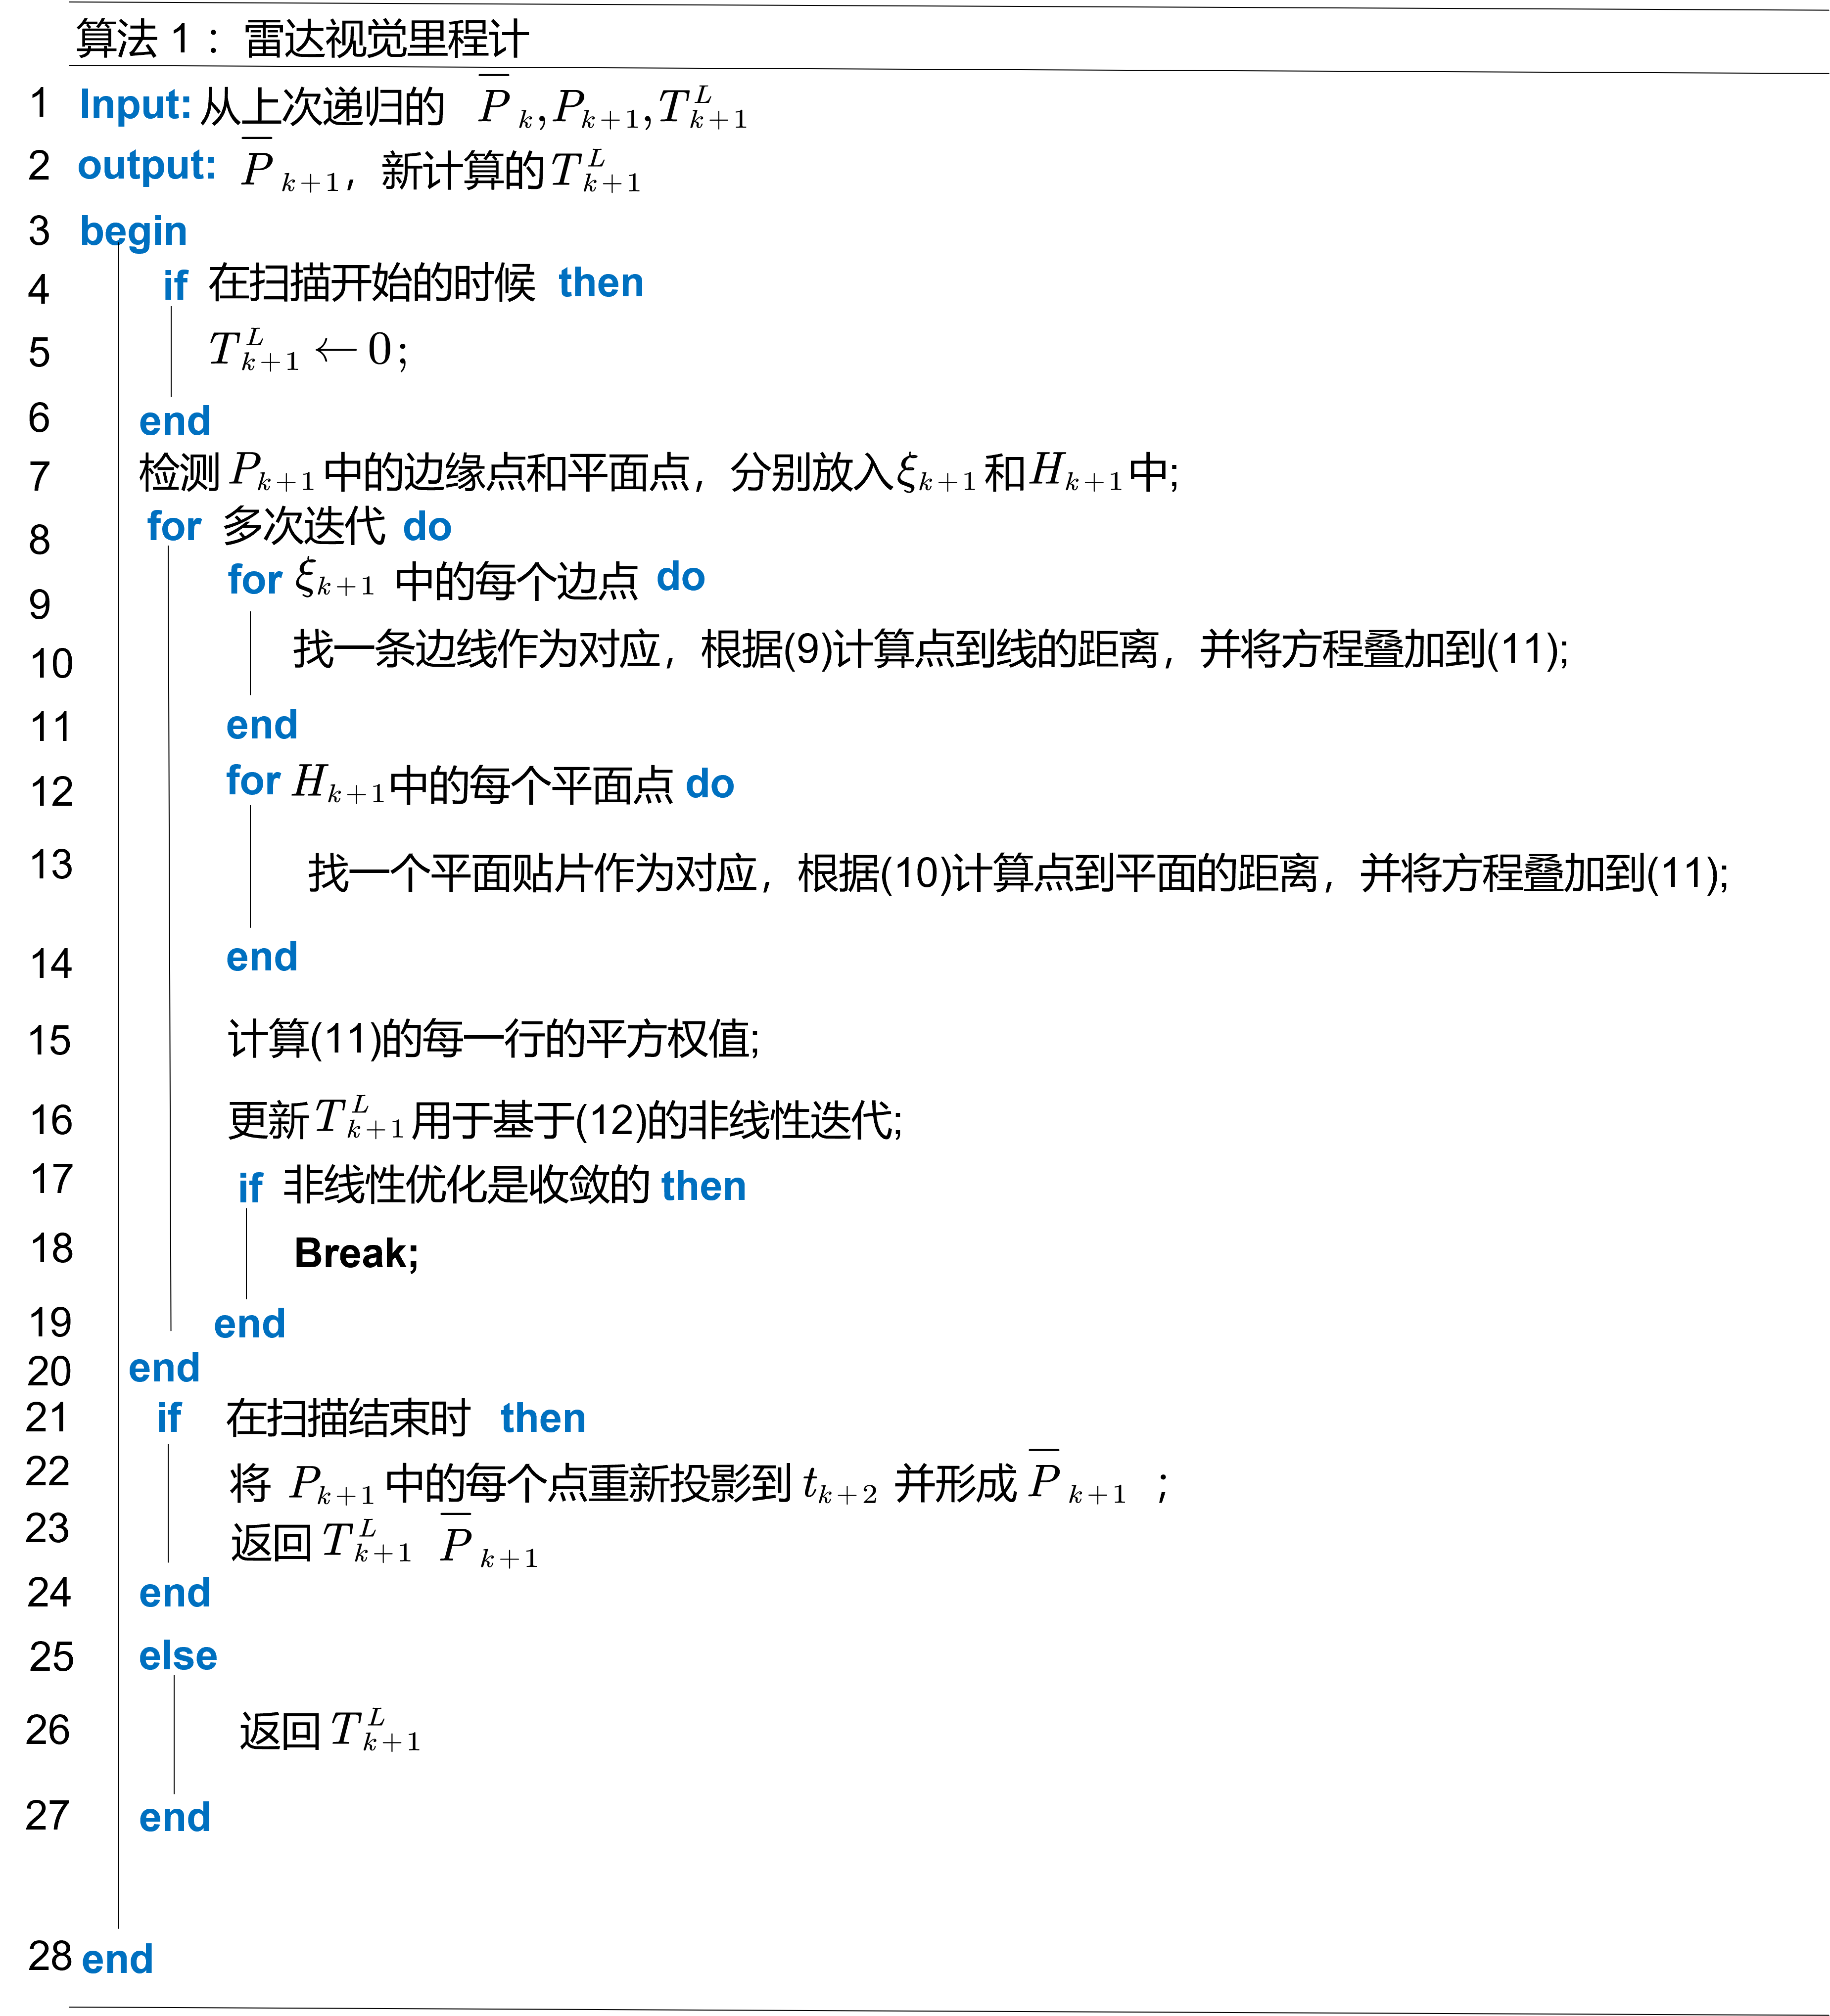 算法 1： 雷达视觉里程计
1 Input: 从上次递归的 $\overline{P}_{k}, P_{k+1}, T_{k+1}^{L}$
2 output: $\overline{P}_{k+1}$，新计算的 $T_{k+1}^{L}$
3 begin
4 if 在扫描开始的时候 then
5 $T_{k+1}^{L} \leftarrow 0;$
6 end
7 检测 $P_{k+1}$ 中的边缘点和平面点，分别放入 $\xi_{k+1}$ 和 $H_{k+1}$ 中;
8 for 多次迭代 do
9 for $\xi_{k+1}$ 中的每个边点 do
10 找一条边线作为对应，根据(9)计算点到线的距离，并将方程叠加到(11);
11 end
12 for $H_{k+1}$ 中的每个平面点 do
13 找一个平面贴片作为对应，根据(10)计算点到平面的距离，并将方程叠加到(11);
14 end
15 计算(11)的每一行的平方权值;
16 更新 $T_{k+1}^{L}$ 用于基于(12)的非线性迭代;
17 if 非线性优化是收敛的 then
18 Break;
19 end
20 end
21 if 在扫描结束时 then
22 将 $P_{k+1}$ 中的每个点重新投影到 $t_{k+2}$ 并形成 $\overline{P}_{k+1}$ ；
23 返回 $T_{k+1}^{L}$ $\overline{P}_{k+1}$
24 end
25 else
26 返回 $T_{k+1}^{L}$
27 end
28 end